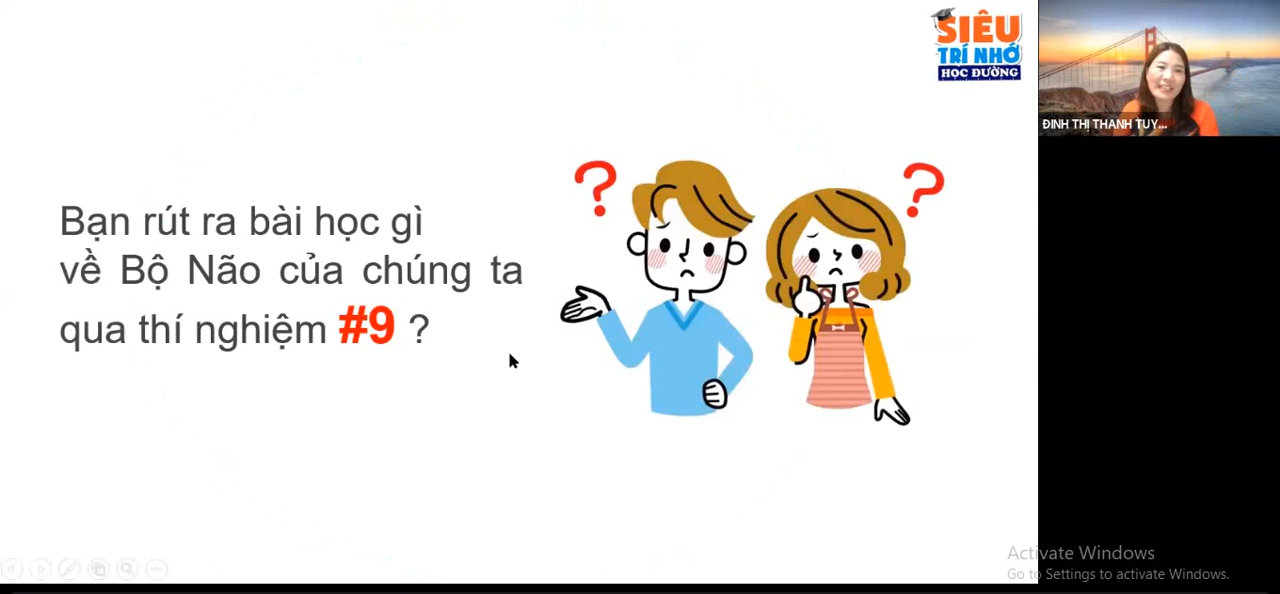 SIÊU
TRÍ NHỚ
HỌC ĐƯỜNG
ĐINH THỊ THANH TUY...
Bạn rút ra bài học gì
về Bộ Não của chúng ta
qua thí nghiệm #9 ?
?
?
Activate Windows
Go to Settings to activate Windows.